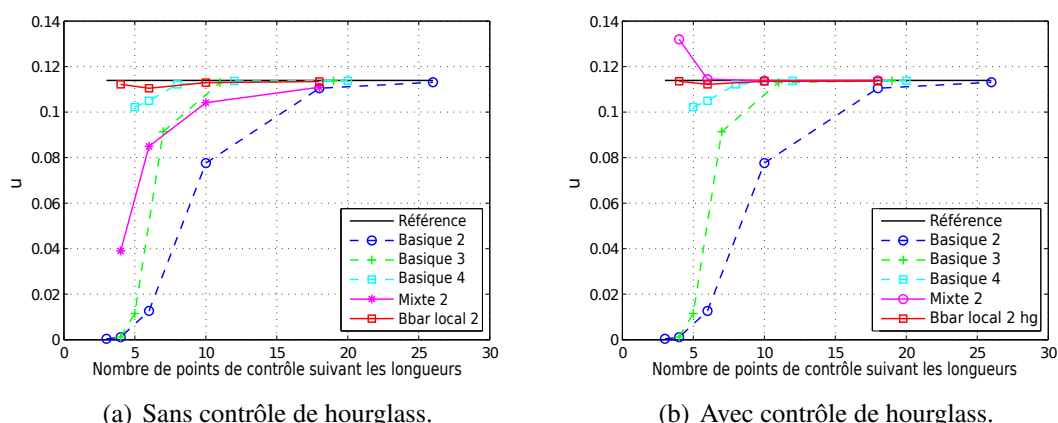 0.14
0.12
0.1
0.08
0.06
0.04
0.02
0
u
0 5 10 15 20 25 30
Nombre de points de contrôle suivant les longueurs
Référence
Basique 2
Basique 3
Basique 4
Mixte 2
Bbar local 2
(a) Sans contrôle de hourglass.
0.14
0.12
0.1
0.08
0.06
0.04
0.02
0
u
0 5 10 15 20 25 30
Nombre de points de contrôle suivant les longueurs
Référence
Basique 2
Basique 3
Basique 4
Mixte 2
Bbar local 2 hg
(b) Avec contrôle de hourglass.